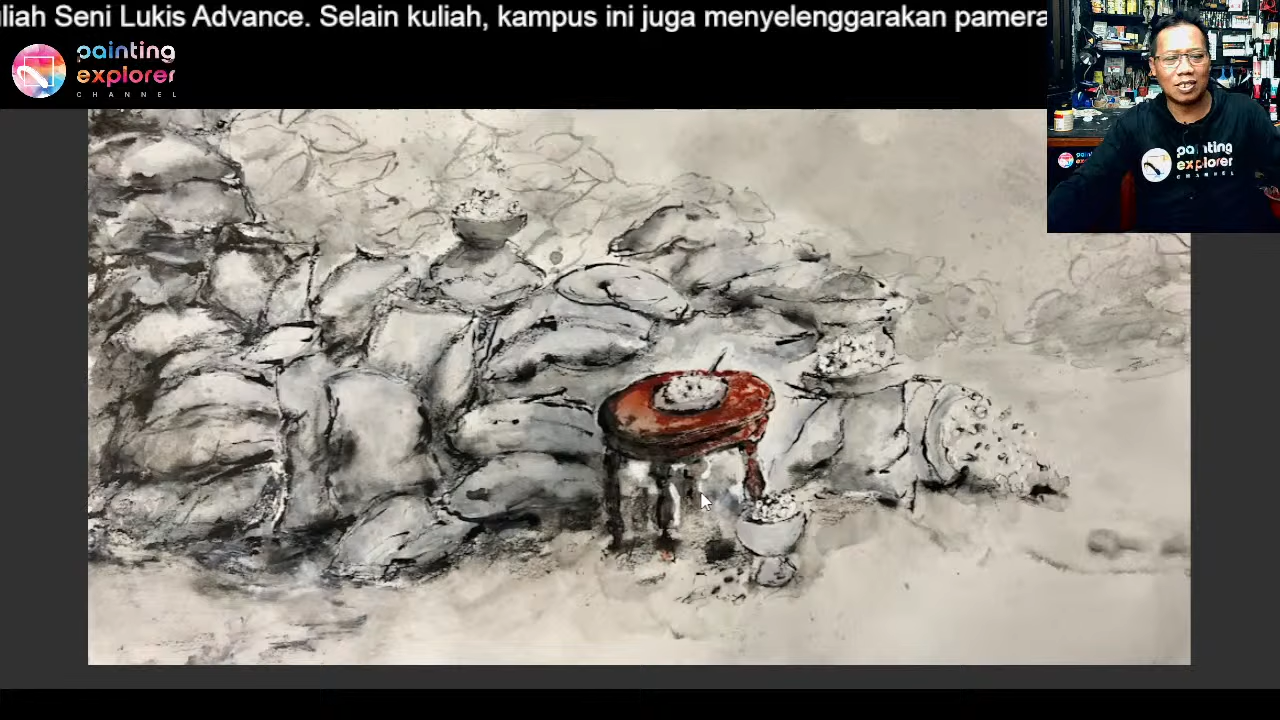 liah Seni Lukis Advance. Selain kuliah, kampus ini juga menyelenggarakan pamera
painting
explorer
CHANNEL
painting
explorer
CHANNEL